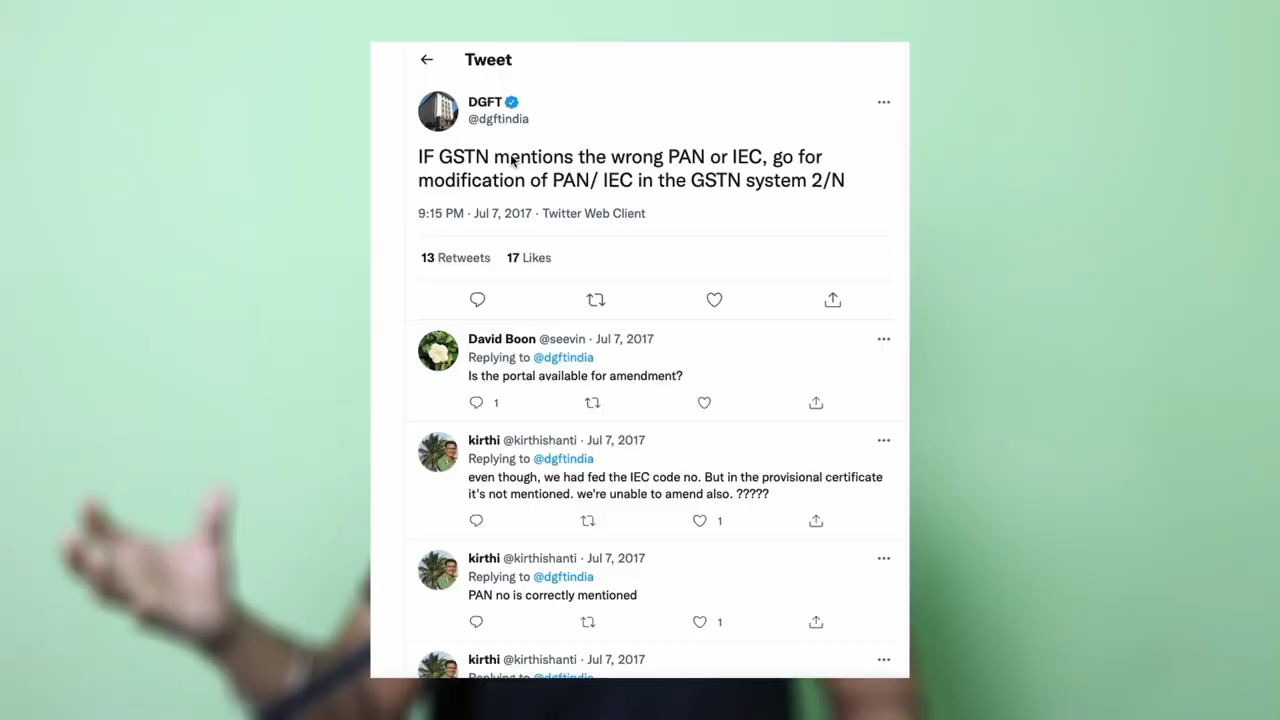 Tweet
DGFT
@dgftindia
IF GSTN mentions the wrong PAN or IEC, go for
modification of PAN/ IEC in the GSTN system 2/N
9:15 PM · Jul 7, 2017 · Twitter Web Client
13 Retweets 17 Likes
David Boon @seevin · Jul 7, 2017
Replying to @dgftindia
Is the portal available for amendment?
1
kirthi @kirthishanti · Jul 7, 2017
Replying to @dgftindia
even though, we had fed the IEC code no. But in the provisional certificate
it's not mentioned. we're unable to amend also. ?????
1
kirthi @kirthishanti · Jul 7, 2017
Replying to @dgftindia
PAN no is correctly mentioned
1
kirthi @kirthishanti · Jul 7, 2017
Replying to @dgftindia